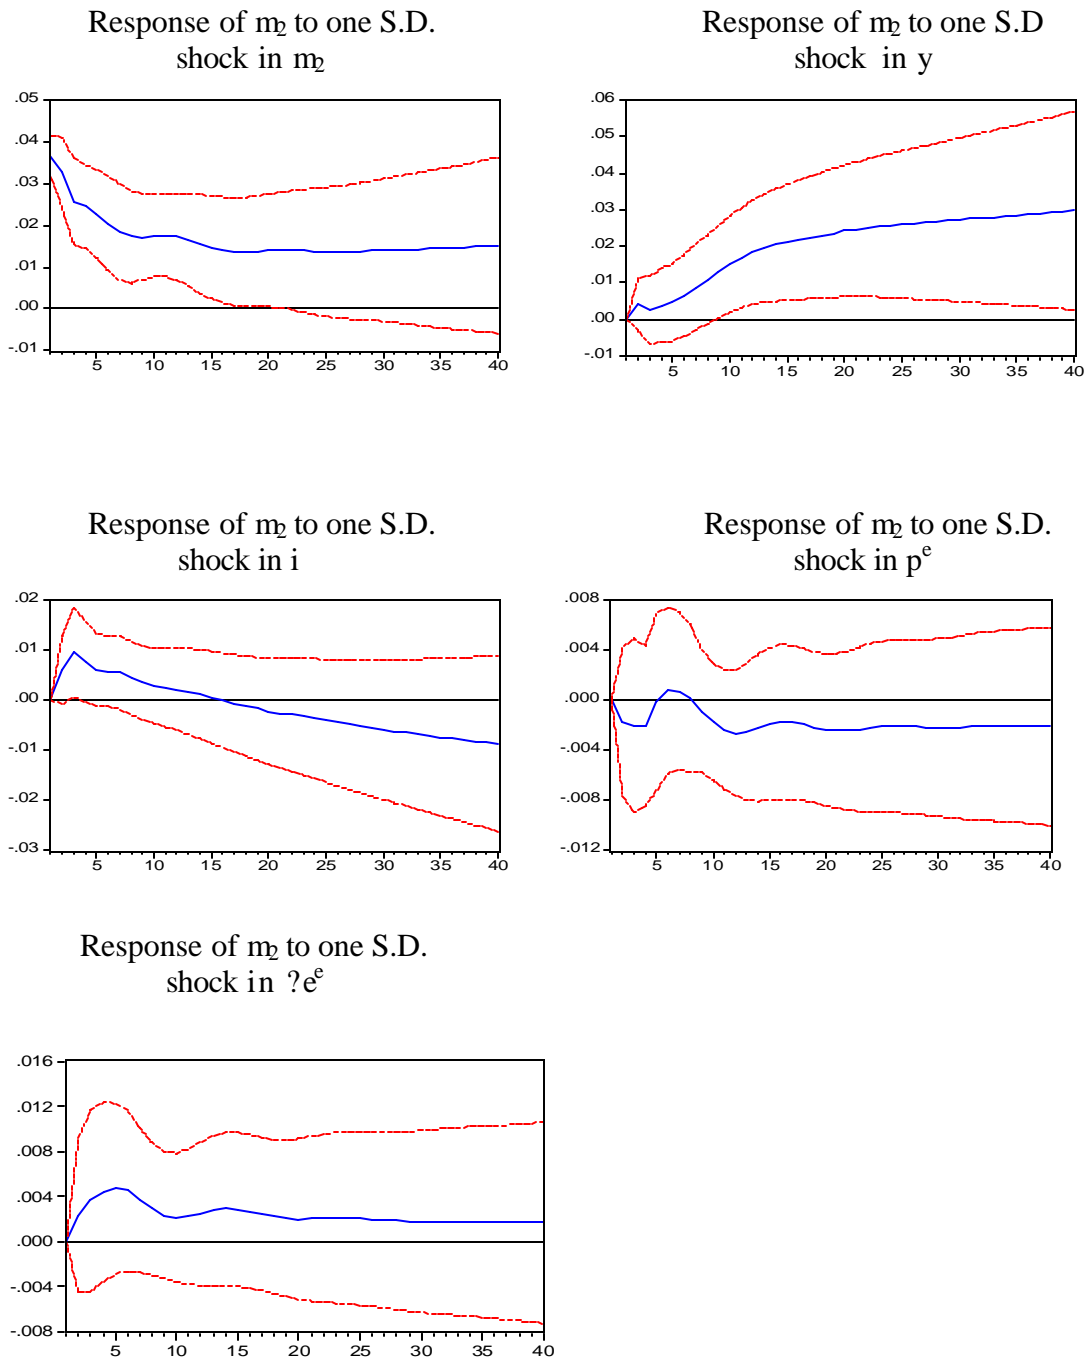 Response of m₂ to one S.D.
shock in m₂
Response of m₂ to one S.D
shock in y
.05
.04
.03
.02
.01
.00
-.01
5 10 15 20 25 30 35 40
.06
.05
.04
.03
.02
.01
.00
-.01
5 10 15 20 25 30 35 40
Response of m₂ to one S.D.
shock in i
Response of m₂ to one S.D.
shock in pᵉ
.02
.01
.00
-.01
-.02
-.03
5 10 15 20 25 30 35 40
.008
.004
.000
-.004
-.008
-.012
5 10 15 20 25 30 35 40
Response of m₂ to one S.D.
shock in ?eᵉ
.016
.012
.008
.004
.000
-.004
-.008
5 10 15 20 25 30 35 40